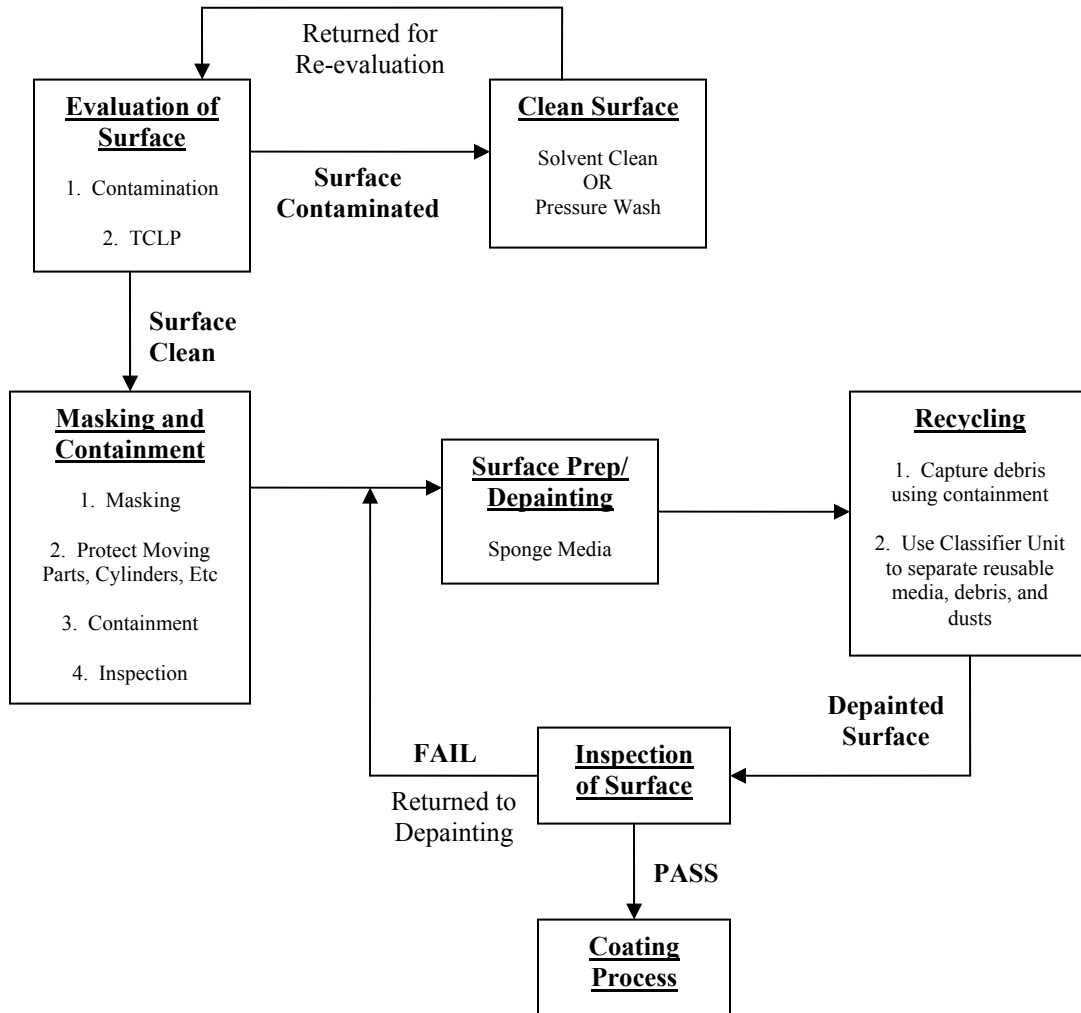 Returned for
Re-evaluation
Evaluation of
Surface
1. Contamination
2. TCLP
Surface
Contaminated
Clean Surface
Solvent Clean
OR
Pressure Wash
Surface
Clean
Masking and
Containment
1. Masking
2. Protect Moving
Parts, Cylinders, Etc
3. Containment
4. Inspection
Surface Prep/
Depainting
Sponge Media
Recycling
1. Capture debris
using containment
2. Use Classifier Unit
to separate reusable
media, debris, and
dusts
Depainted
Surface
Inspection
of Surface
FAIL
Returned to
Depainting
PASS
Coating
Process